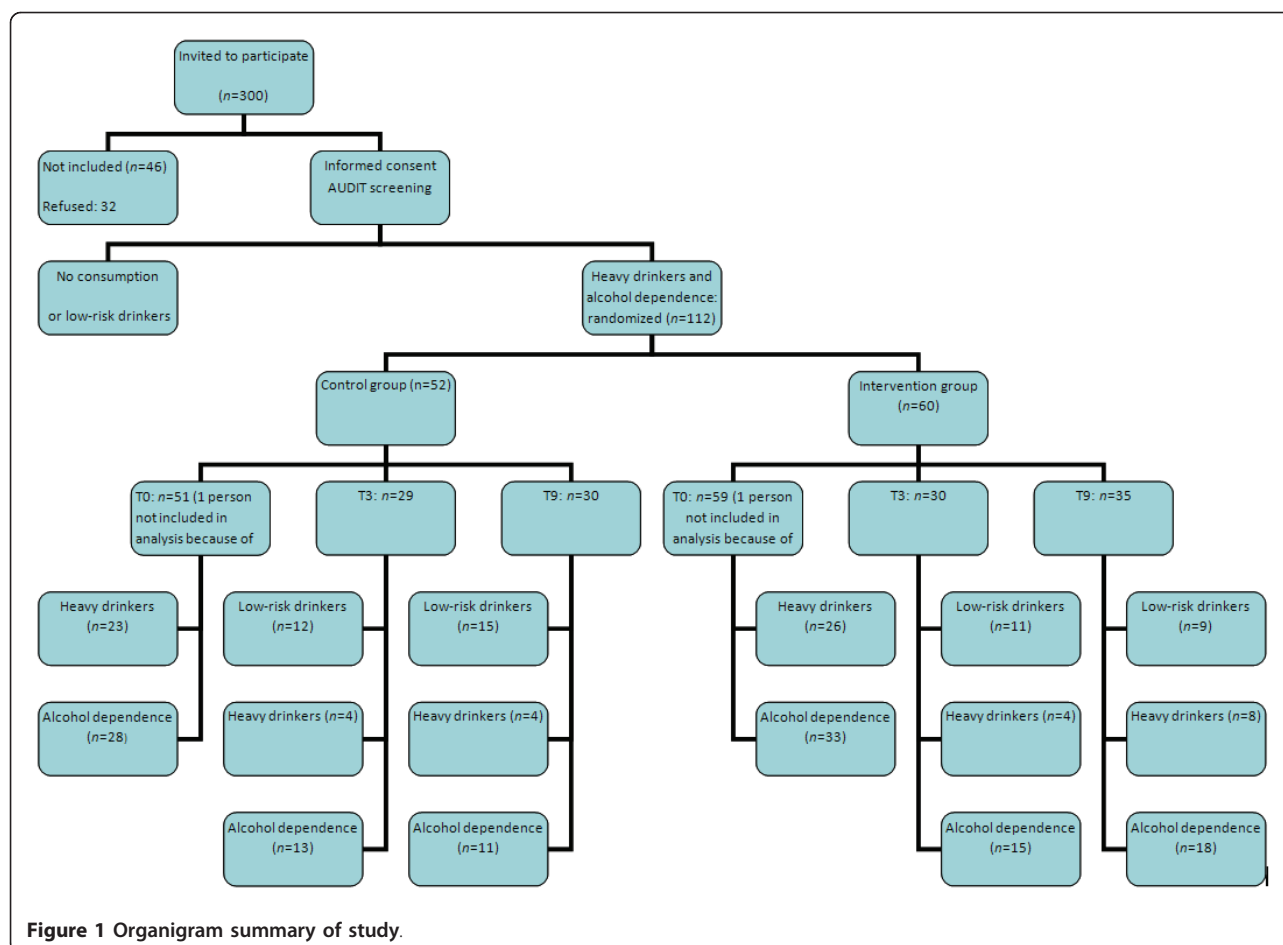 Invited to participate
(n=300)
Not included (n=46)
Refused: 32
Informed consent
AUDIT screening
No consumption
or low-risk drinkers
Heavy drinkers and
alcohol dependence:
randomized (n=112)
Control group (n=52)
Intervention group
(n=60)
T0: n=51 (1 person
not included in
analysis because of
T3: n=29
T9: n=30
T0: n=59 (1 person
not included in
analysis because of
T3: n=30
T9: n=35
Heavy drinkers
(n=23)
Low-risk drinkers
(n=12)
Low-risk drinkers
(n=15)
Heavy drinkers
(n=26)
Low-risk drinkers
(n=11)
Low-risk drinkers
(n=9)
Alcohol dependence
(n=28)
Heavy drinkers (n=4)
Heavy drinkers (n=4)
Alcohol dependence
(n=33)
Heavy drinkers (n=4)
Heavy drinkers (n=8)
Alcohol dependence
(n=13)
Alcohol dependence
(n=11)
Alcohol dependence
(n=15)
Alcohol dependence
(n=18)
Figure 1 Organigram summary of study.